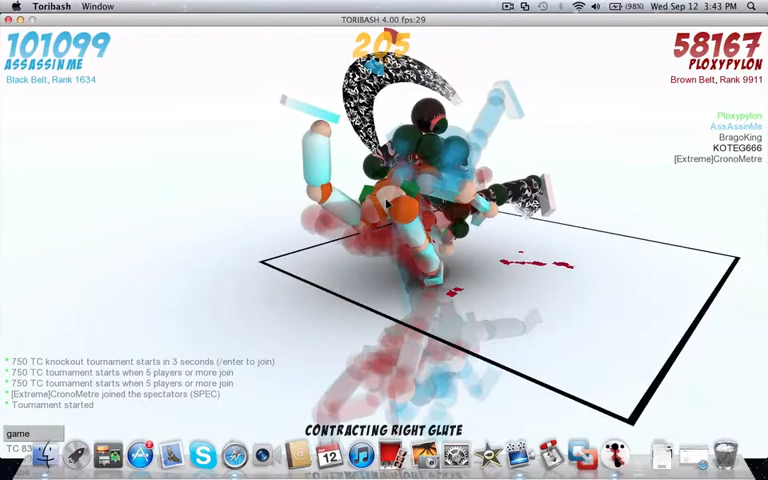 Toribash Window
(98%) Wed Sep 12 3:43 PM
TORIBASH 4.00 fps:29
101099
ASSASSINME
Black Belt, Rank 1634
205
58167
PLOXYPYLON
Brown Belt, Rank 9911
Ploxypylon
AssAssinMe
BragoKing
KOTEG666
[Extreme]CronoMetre
* 750 TC knockout tournament starts in 3 seconds (/enter to join)
* 750 TC tournament starts when 5 players or more join
* 750 TC tournament starts when 5 players or more join
* [Extreme]CronoMetre joined the spectators (SPEC)
* Tournament started
CONTRACTING RIGHT GLUTE
game
TC 83
12